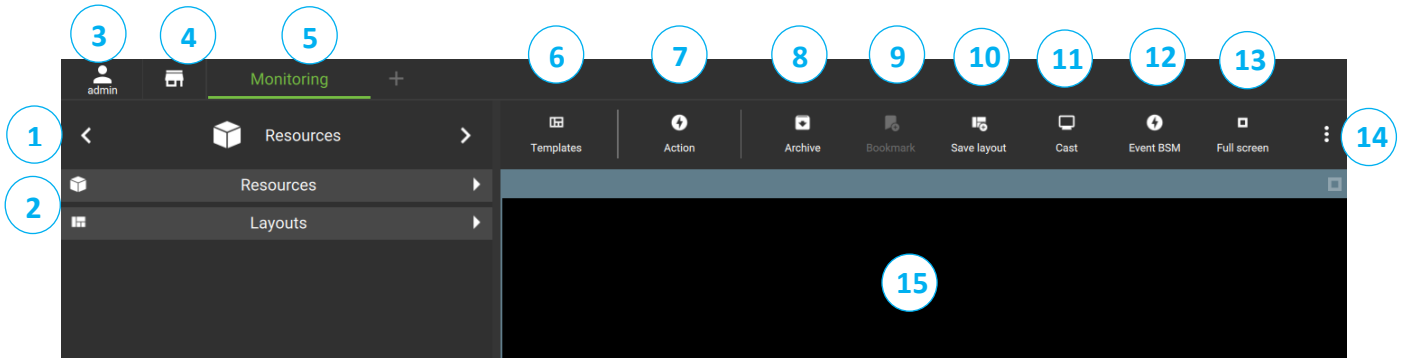 3 4 5 6 7 8 9 10 11 12 13
admin Monitoring +
1 Resources 14
Templates Action Archive Bookmark Save layout Cast Event BSM Full screen
2 Resources
Layouts
15